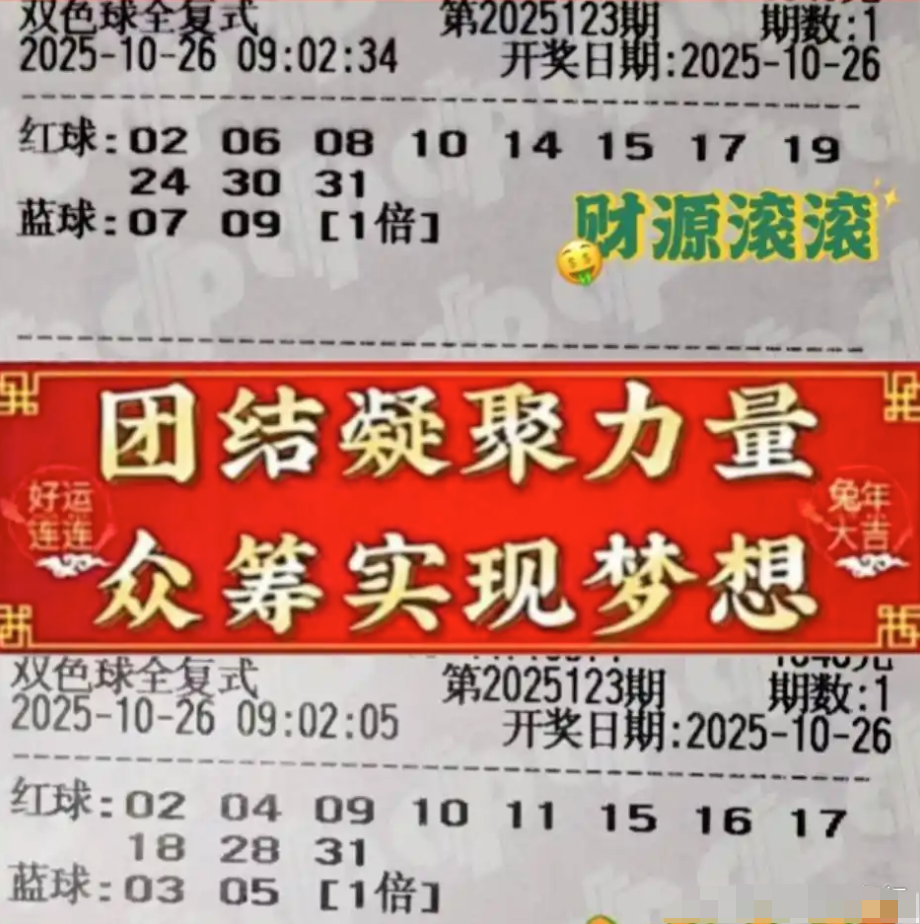 双色球全复式 第2025123期 期数:1
2025-10-26 09:02:34 开奖日期:2025-10-26
红球:02 06 08 10 14 15 17 19
24 30 31
蓝球:07 09 [1倍]
财源滚滚
团结凝聚力量
好运连连
兔年大吉
众筹实现梦想
双色球全复式 第2025123期 期数:1
2025-10-26 09:02:05 开奖日期:2025-10-26
红球:02 04 09 10 11 15 16 17
18 28 31
蓝球:03 05 [1倍]